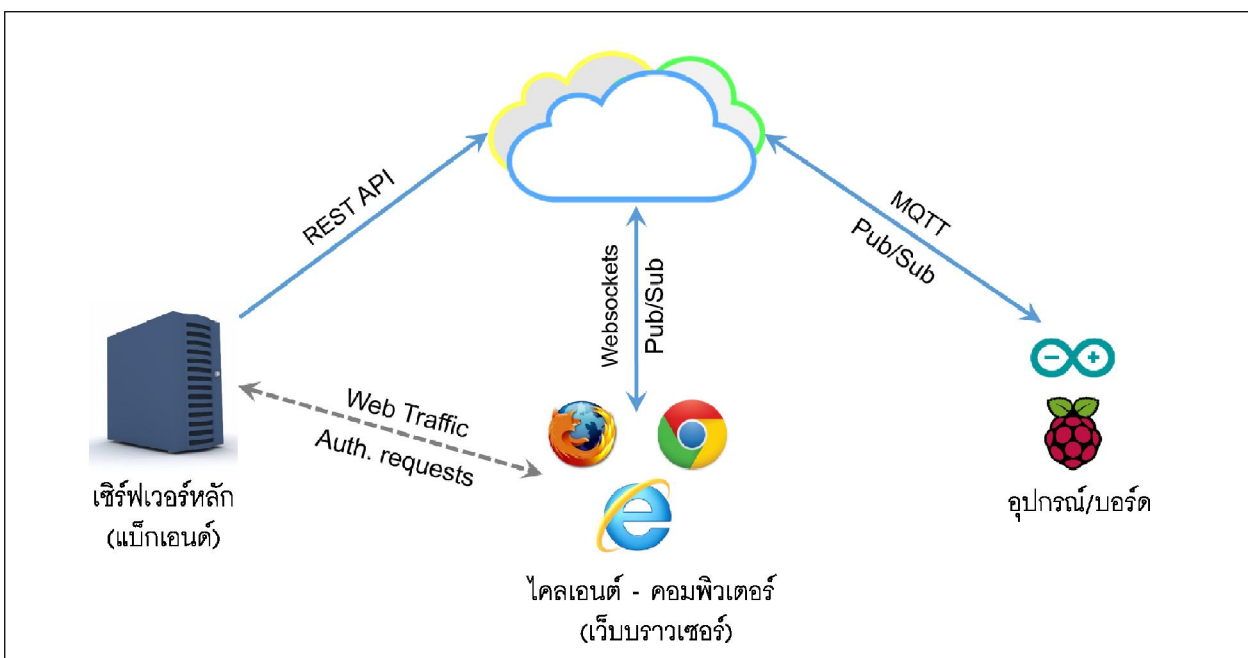 REST API
Websockets
Pub/Sub
MQTT
Pub/Sub
Web Traffic
Auth. requests
เซิร์ฟเวอร์หลัก
(แบ็กเอนด์)
ไคลเอนต์ - คอมพิวเตอร์
(เว็บบราวเซอร์)
อุปกรณ์/บอร์ด